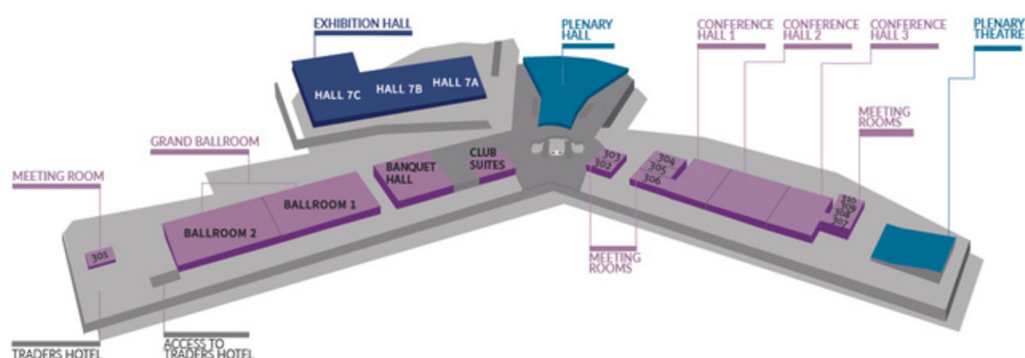 EXHIBITION HALL
PLENARY
HALL
CONFERENCE
HALL 1
CONFERENCE
HALL 2
CONFERENCE
HALL 3
PLENARY
THEATRE
HALL 7C
HALL 7B
HALL 7A
MEETING
ROOMS
GRAND BALLROOM
MEETING ROOM
BANQUET
HALL
CLUB
SUITES
303
302
304
305
306
310
309
308
307
BALLROOM 1
BALLROOM 2
301
MEETING
ROOMS
TRADERS HOTEL
ACCESS TO
TRADERS HOTEL